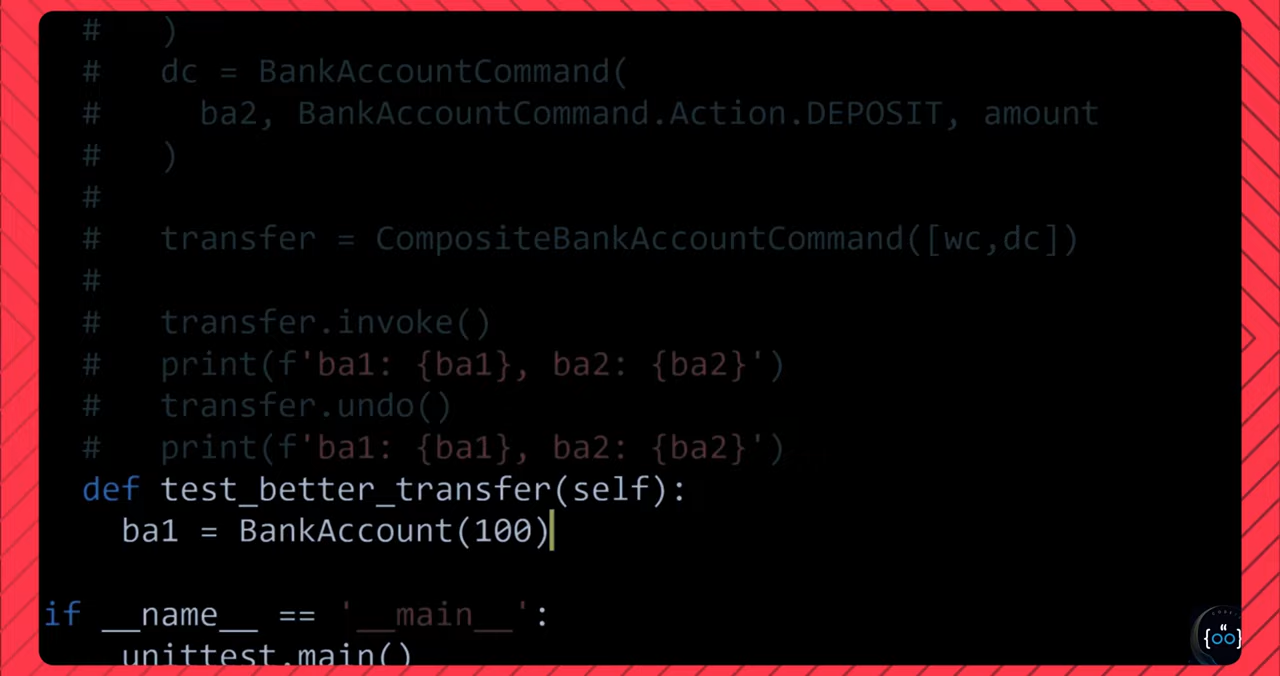 #   )
#   dc = BankAccountCommand(
#     ba2, BankAccountCommand.Action.DEPOSIT, amount
#   )
#
#   transfer = CompositeBankAccountCommand([wc,dc])
#
#   transfer.invoke()
#   print(f'ba1: {ba1}, ba2: {ba2}')
#   transfer.undo()
#   print(f'ba1: {ba1}, ba2: {ba2}')
def test_better_transfer(self):
  ba1 = BankAccount(100)
if __name__ == '__main__':
    unittest.main()